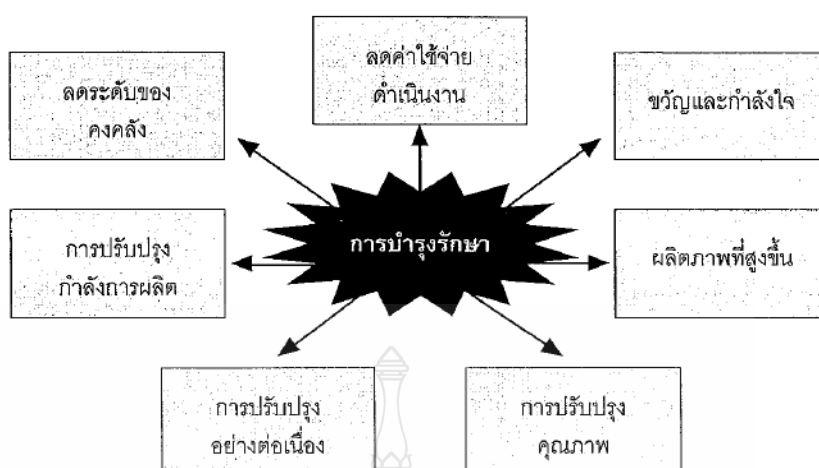 ลดค่าใช้จ่าย
ดำเนินงาน
ลดระดับของ
คงคลัง
ขวัญและกำลังใจ
การบำรุงรักษา
การปรับปรุง
กำลังการผลิต
ผลิตภาพที่สูงขึ้น
การปรับปรุง
อย่างต่อเนื่อง
การปรับปรุง
คุณภาพ